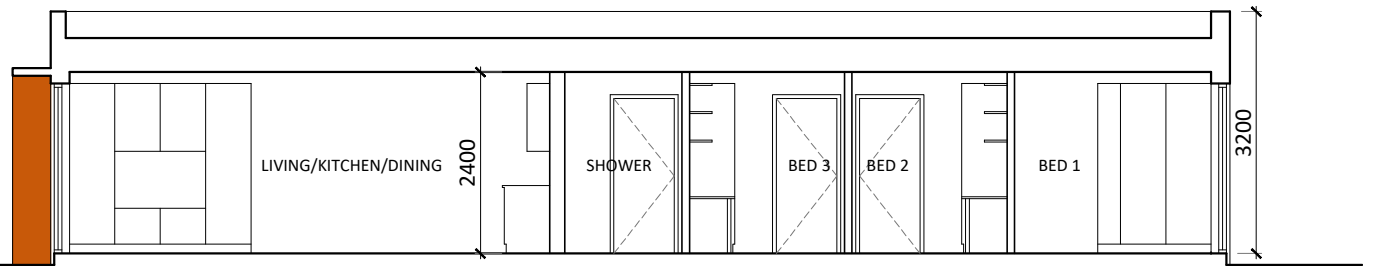 LIVING/KITCHEN/DINING
2400
SHOWER
BED 3
BED 2
BED 1
3200